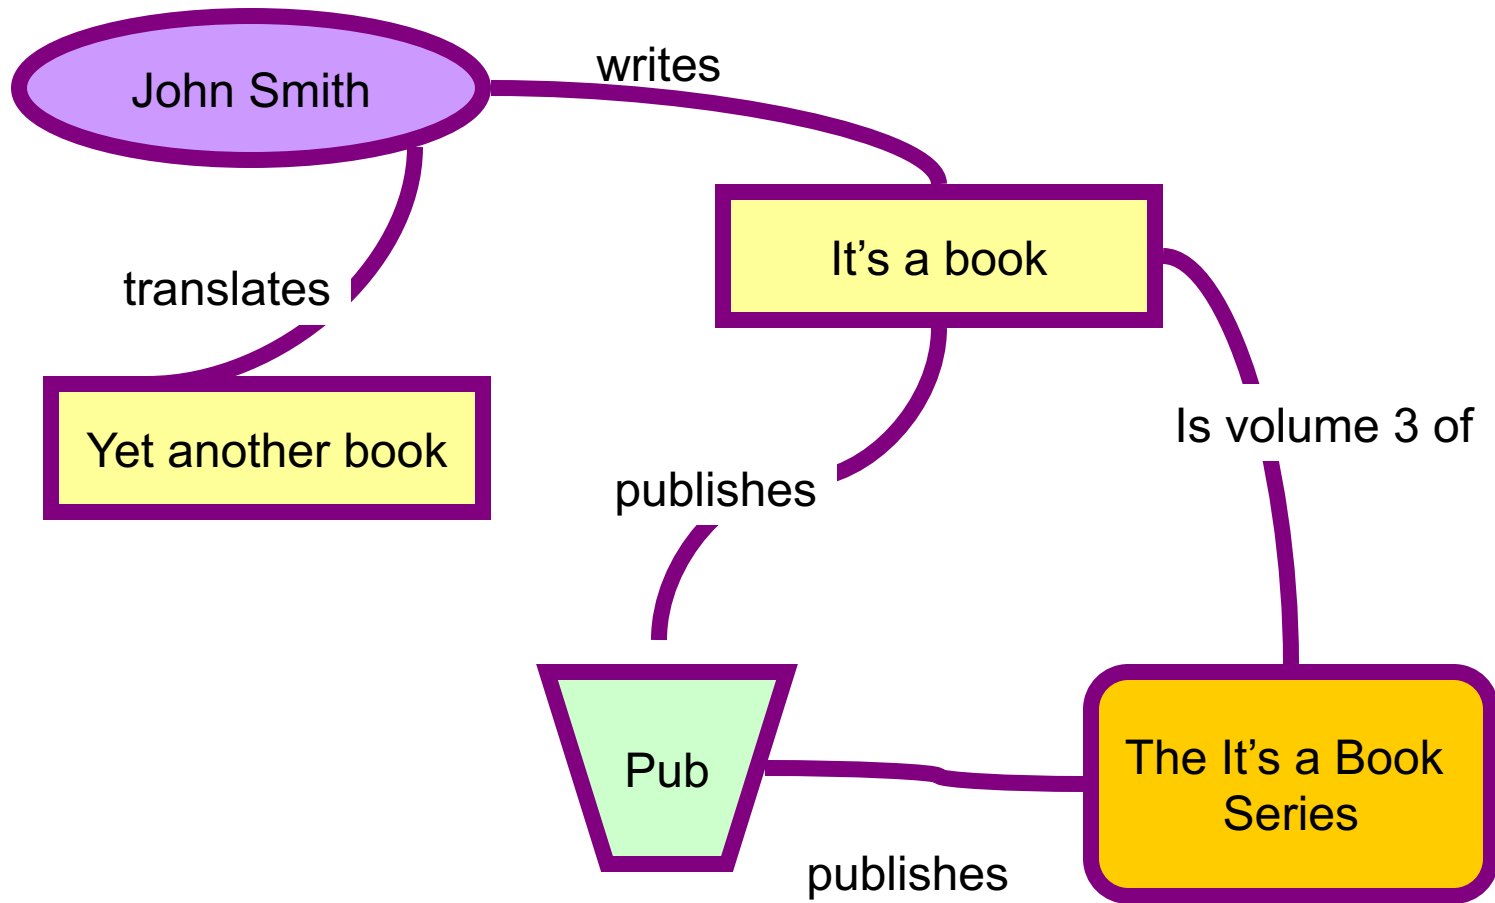 writes
John Smith
It’s a book
translates
Is volume 3 of
Yet another book
publishes
Pub
The It’s a Book
Series
publishes